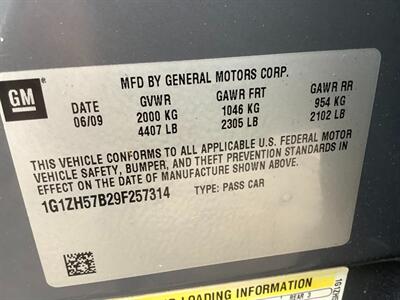 GM
MFD BY GENERAL MOTORS CORP.
DATE GVWR GAWR FRT GAWR RR
06/09 2000 KG 1046 KG 954 KG
4407 LB 2305 LB 2102 LB
THIS VEHICLE CONFORMS TO ALL APPLICABLE U.S. FEDERAL MOTOR
VEHICLE SAFETY, BUMPER, AND THEFT PREVENTION STANDARDS
IN EFFECT ON THE DATE OF MANUFACTURE SHOWN ABOVE.
1G1ZH57B29F257314 TYPE: PASS CAR
LOADING INFORMATION